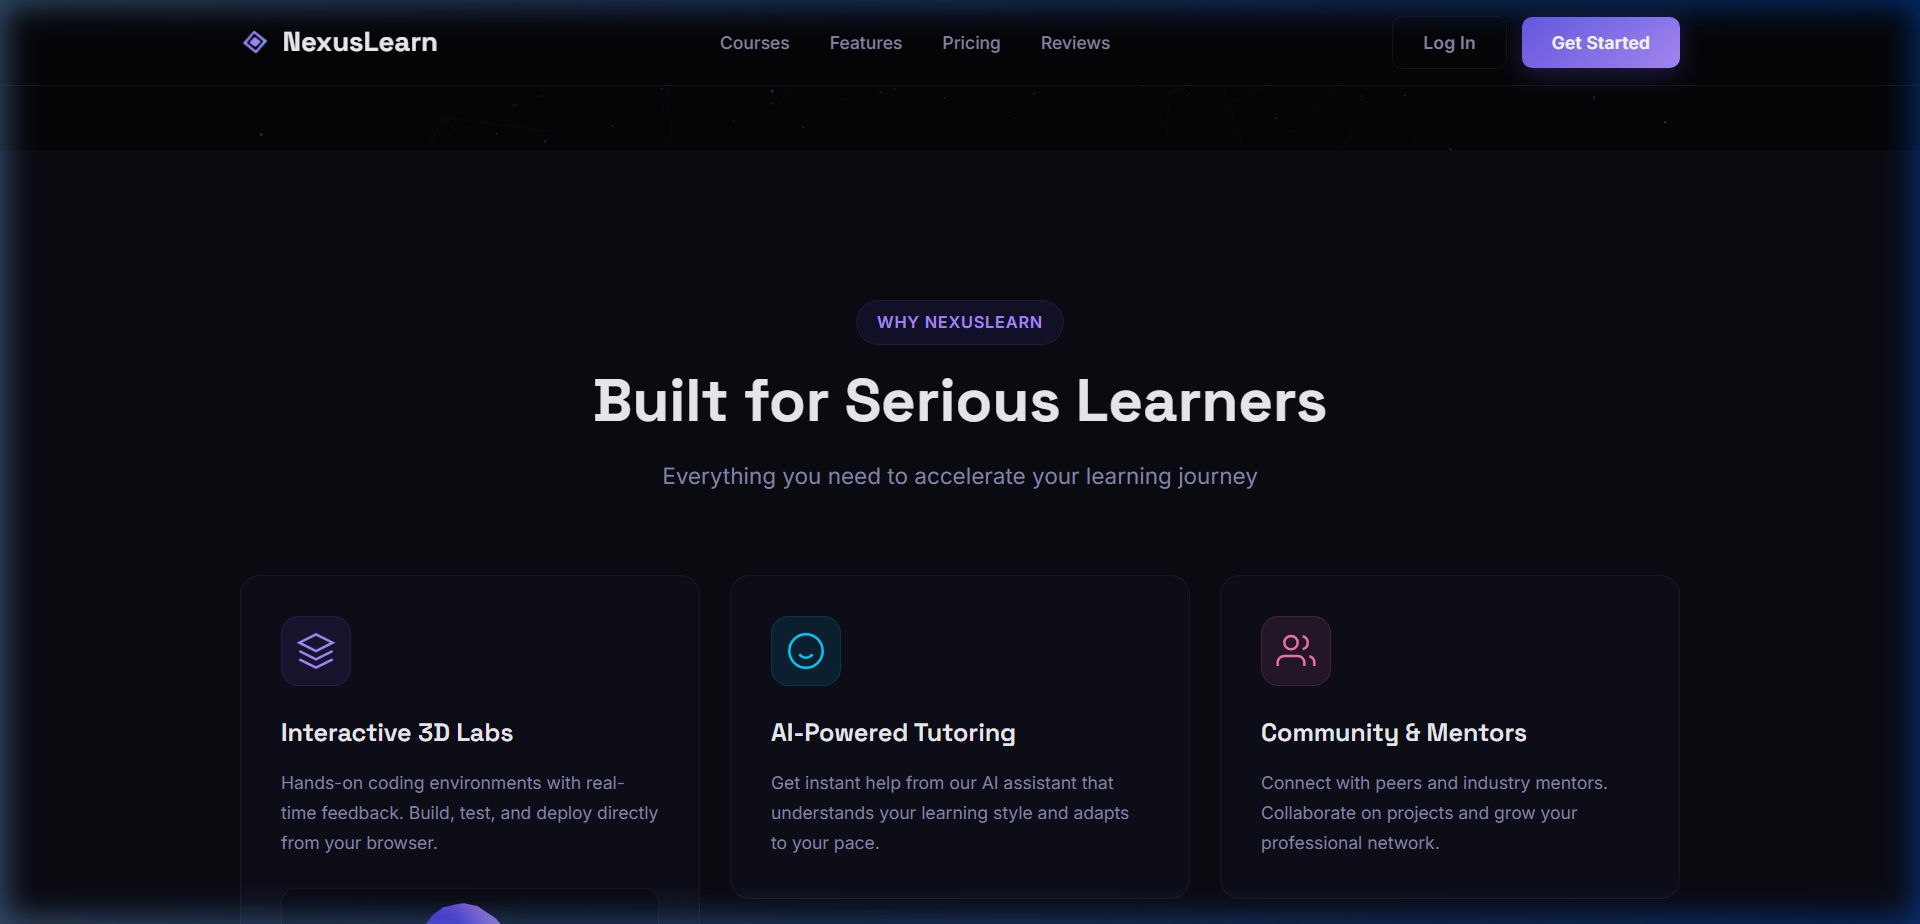 NexusLearn
Courses
Features
Pricing
Reviews
Log In
Get Started
WHY NEXUSLEARN
Built for Serious Learners
Everything you need to accelerate your learning journey
Interactive 3D Labs
Hands-on coding environments with real-
time feedback. Build, test, and deploy directly
from your browser.
AI-Powered Tutoring
Get instant help from our AI assistant that
understands your learning style and adapts
to your pace.
Community & Mentors
Connect with peers and industry mentors.
Collaborate on projects and grow your
professional network.